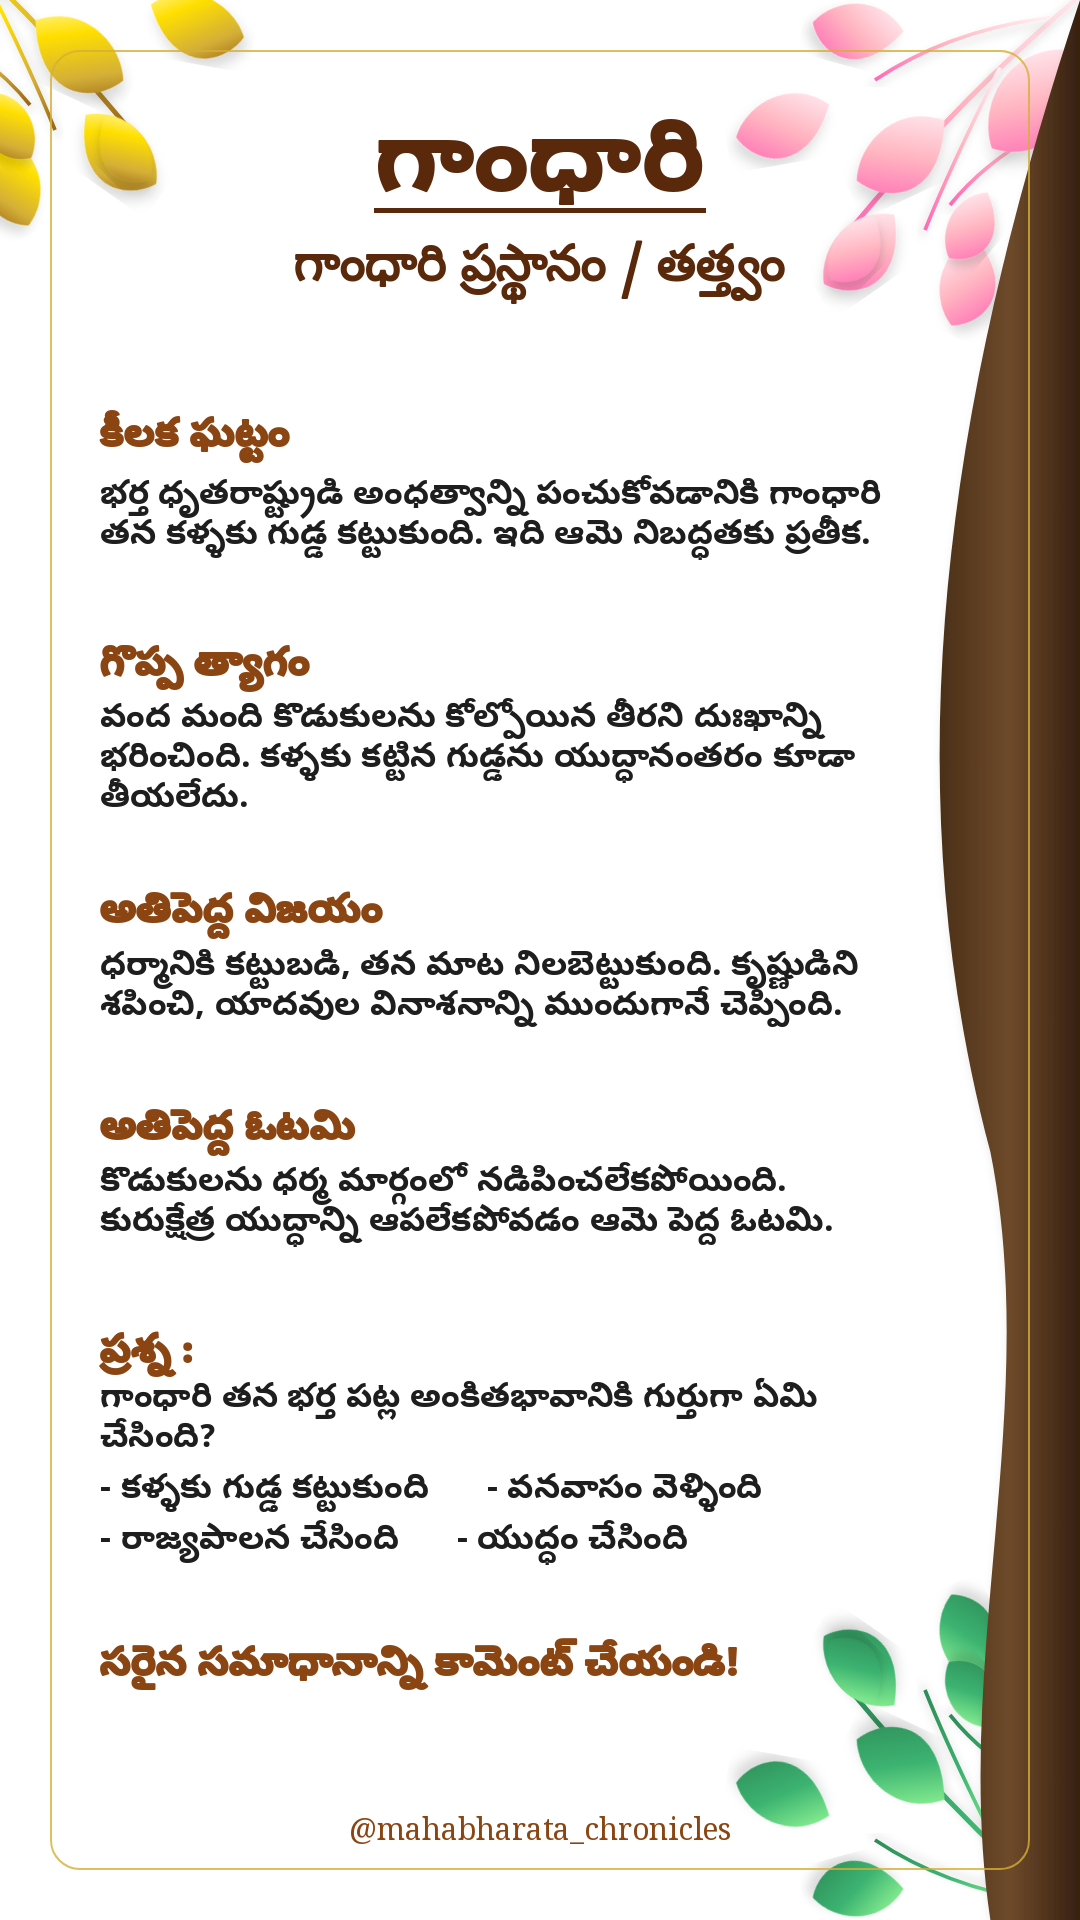 గాంధారి
గాంధారి ప్రస్థానం / తత్త్వం
కీలక ఘట్టం
భర్త ధృతరాష్ట్రుడి అంధత్వాన్ని పంచుకోవడానికి గాంధారి
తన కళ్ళకు గుడ్డ కట్టుకుంది. ఇది ఆమె నిబద్ధతకు ప్రతీక.
గొప్ప త్యాగం
వంద మంది కొడుకులను కోల్పోయిన తీరని దుఃఖాన్ని
భరించింది. కళ్ళకు కట్టిన గుడ్డను యుద్ధానంతరం కూడా
తీయలేదు.
అతిపెద్ద విజయం
ధర్మానికి కట్టుబడి, తన మాట నిలబెట్టుకుంది. కృష్ణుడిని
శపించి, యాదవుల వినాశనాన్ని ముందుగానే చెప్పింది.
అతిపెద్ద ఓటమి
కొడుకులను ధర్మ మార్గంలో నడిపించలేకపోయింది.
కురుక్షేత్ర యుద్ధాన్ని ఆపలేకపోవడం ఆమె పెద్ద ఓటమి.
ప్రశ్న :
గాంధారి తన భర్త పట్ల అంకితభావానికి గుర్తుగా ఏమి
చేసింది?
- కళ్ళకు గుడ్డ కట్టుకుంది - వనవాసం వెళ్ళింది
- రాజ్యపాలన చేసింది - యుద్ధం చేసింది
సరైన సమాధానాన్ని కామెంట్ చేయండి!
@mahabharata_chronicles